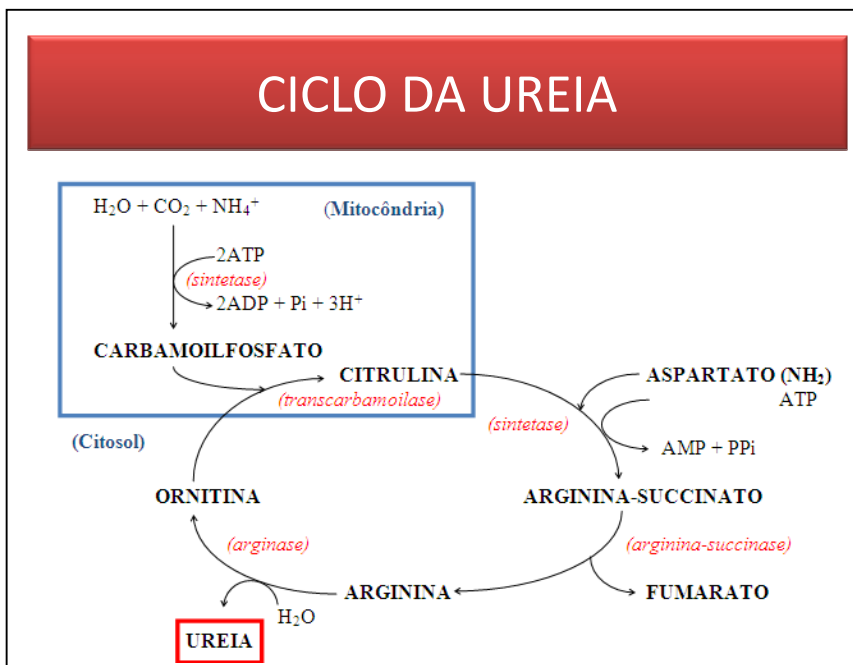 CICLO DA UREIA
H₂O + CO₂ + NH₄⁺
(Mitocôndria)
2ATP
(sintetase)
2ADP + Pi + 3H⁺
CARBAMOILFOSFATO
CITRULINA
ASPARTATO (NH₂)
(transcarbamoilase)
ATP
(sintetase)
(Citosol)
AMP + PPi
ORNITINA
ARGININA-SUCCINATO
(arginase)
(arginina-succinase)
ARGININA
FUMARATO
H₂O
UREIA